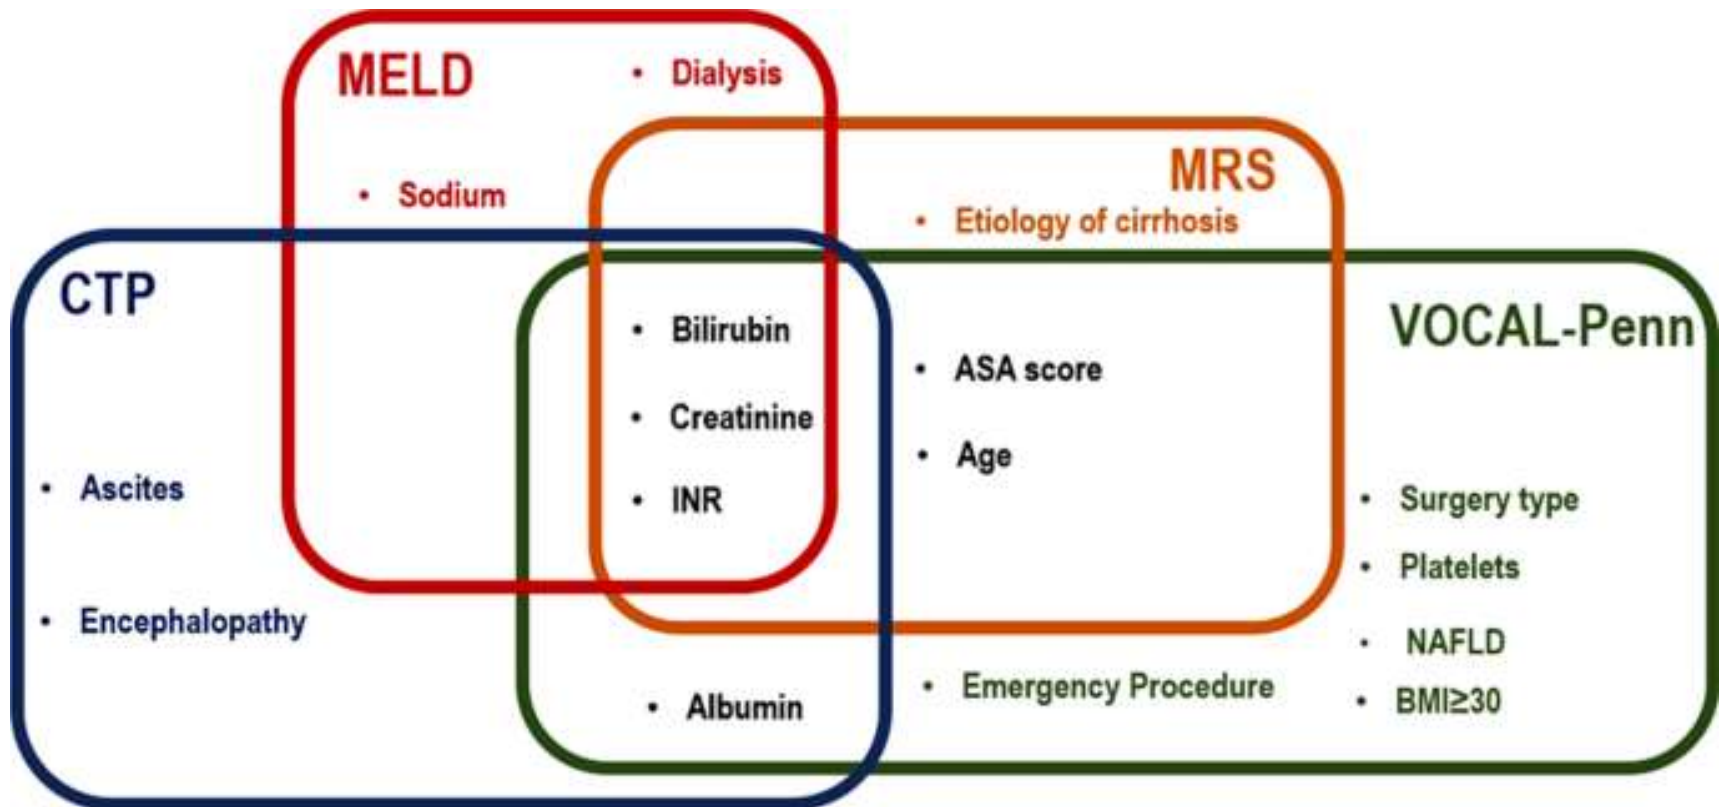 MELD
• Dialysis
• Sodium
MRS
• Etiology of cirrhosis
CTP
• Ascites
• Encephalopathy
• Bilirubin
• Creatinine
• INR
• Albumin
• ASA score
• Age
• Emergency Procedure
VOCAL-Penn
• Surgery type
• Platelets
• NAFLD
• BMI≥30